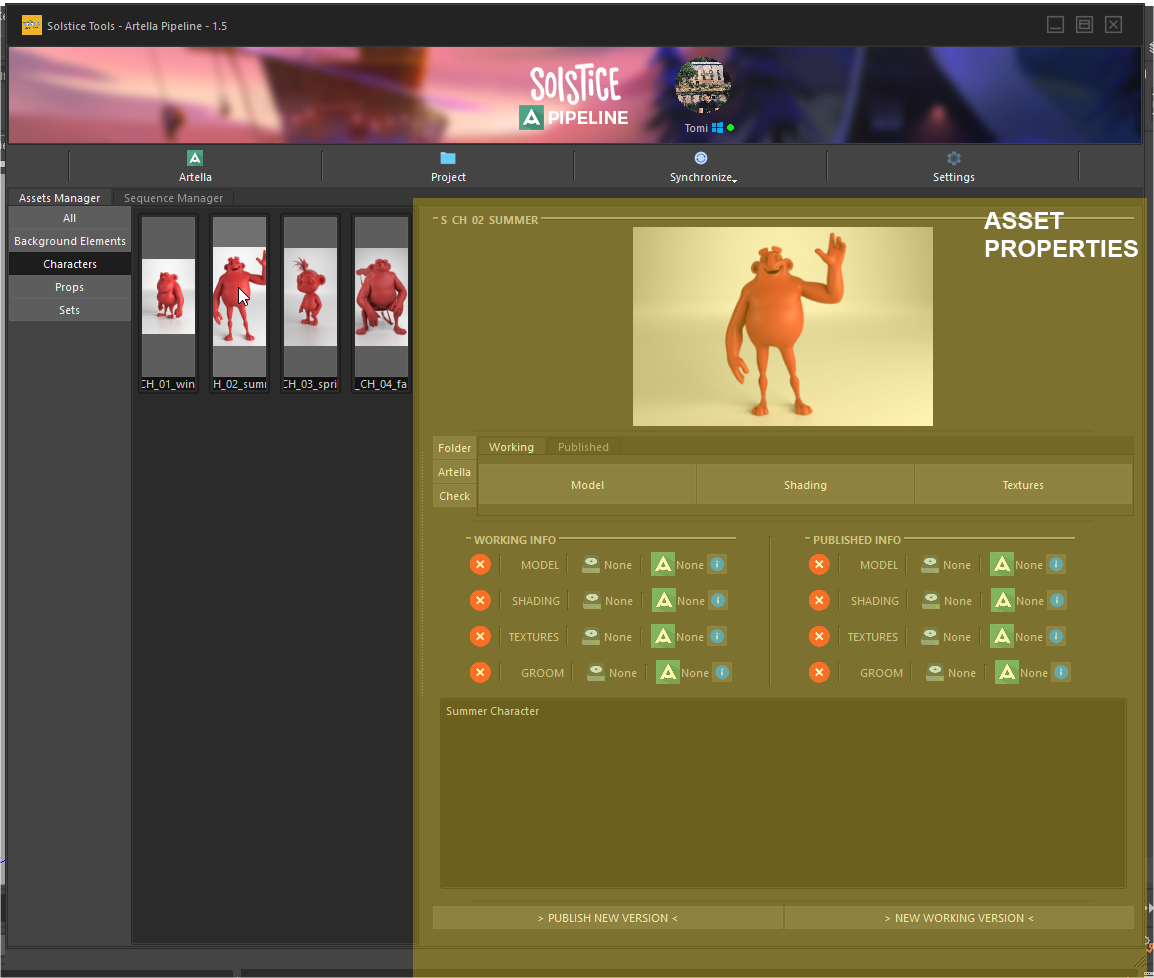 Solstice Tools - Artella Pipeline - 1.5
SOLSTICE
PIPELINE
Tomi
Artella
Project
Synchronize
Settings
Assets Manager
Sequence Manager
All
Background Elements
Characters
Props
Sets
CH_01_win
H_02_sumi
CH_03_spri
_CH_04_fa
S CH 02 SUMMER
ASSET
PROPERTIES
Folder
Artella
Check
Working
Published
Model
Shading
Textures
WORKING INFO
MODEL None None
SHADING None None
TEXTURES None None
GROOM None None
PUBLISHED INFO
MODEL None None
SHADING None None
TEXTURES None None
GROOM None None
Summer Character
> PUBLISH NEW VERSION <
> NEW WORKING VERSION <